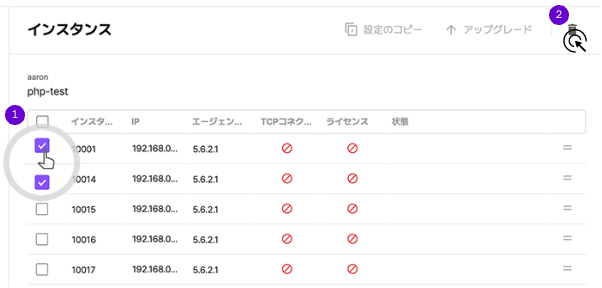 2
インスタンス
設定のコピー
アップグレード
aaron
php-test
1
インスタ... IP エージェン... TCPコネク... ライセンス 状態
10001 192.168.0... 5.6.2.1
10014 192.168.0... 5.6.2.1
10015 192.168.0... 5.6.2.1
10016 192.168.0... 5.6.2.1
10017 192.168.0... 5.6.2.1